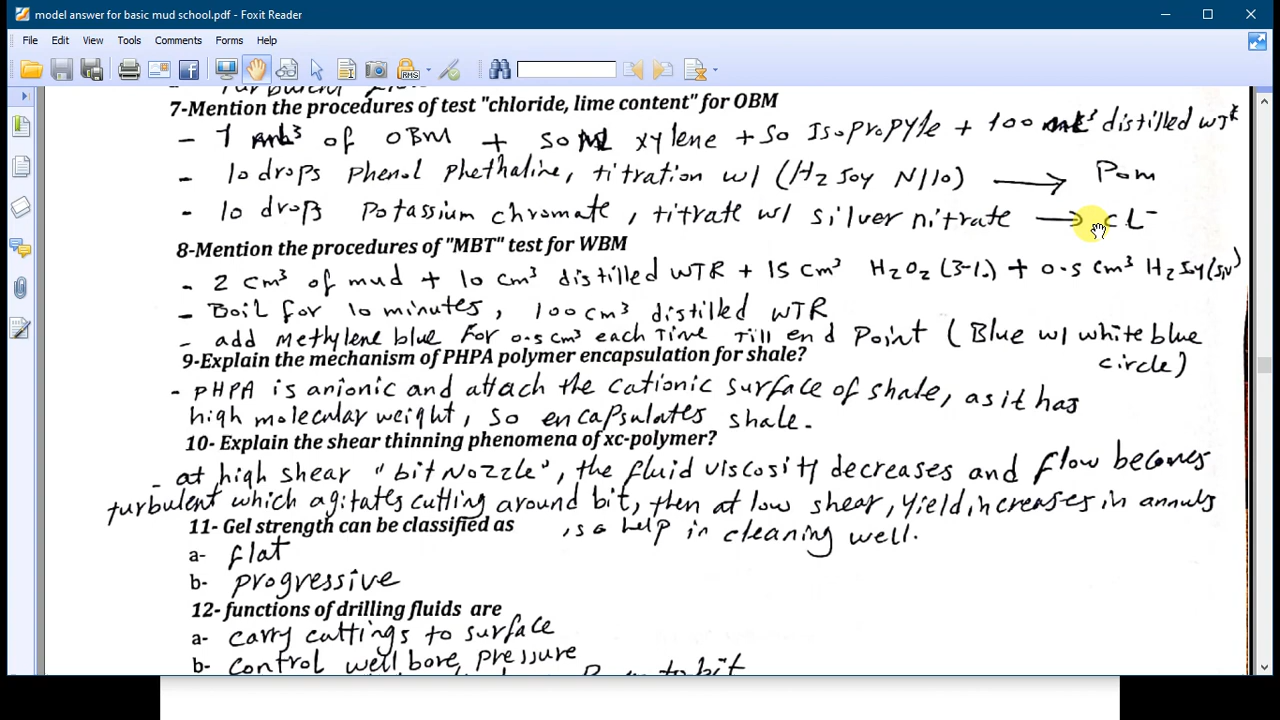 model answer for basic mud school.pdf - Foxit Reader
File Edit View Tools Comments Forms Help
7-Mention the procedures of test "chloride, lime content" for OBM
- 1 of OBM + 50 xylene + 50 Isopropyle + 100 distilled WTR
- 10 drops Phenol phethaline, titration w/ (H2SO4 N/10) → Pom
- 10 drops Potassium chromate, titrate w/ silver nitrate → cL-
8-Mention the procedures of "MBT" test for WBM
- 2 cm3 of mud + 10 cm3 distilled WTR + 15 cm3 H2O2 (3%) + 0.5 cm3 H2SO4 (5N)
- Boil for 10 minutes, 100 cm3 distilled WTR
- add Methylene blue For 0.5 cm3 each Time Till end Point (Blue w/ white blue circle)
9-Explain the mechanism of PHPA polymer encapsulation for shale?
- PHPA is anionic and attach the cationic surface of shale, as it has
high molecular weight, so encapsulates shale.
10- Explain the shear thinning phenomena of xc-polymer?
- at high shear "bit Nozzle", the fluid viscosity decreases and flow becomes
turbulent which agitates cutting around bit, then at low shear, yield increases in annuls
, so help in cleaning well.
11- Gel strength can be classified as
a- flat
b- progressive
12- functions of drilling fluids are
a- carry cuttings to surface
b- control well bore Pressure
to bit